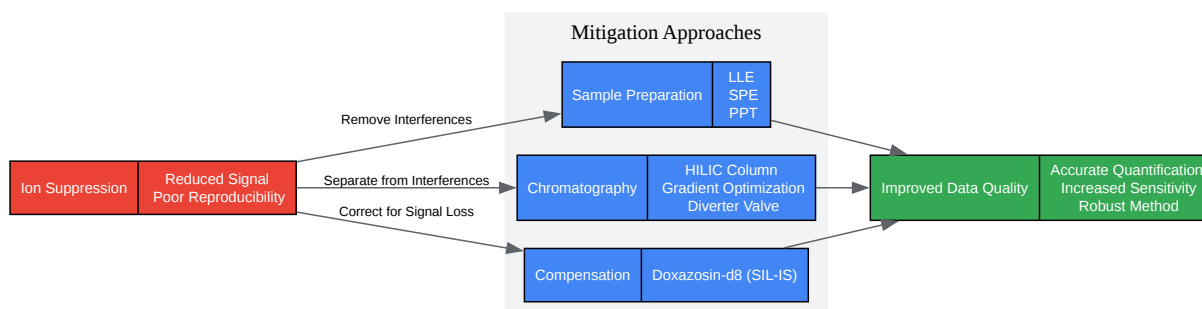 Mitigation Approaches
Ion Suppression
Reduced Signal
Poor Reproducibility
Remove Interferences
Separate from Interferences
Correct for Signal Loss
Sample Preparation
LLE
SPE
PPT
Chromatography
HILIC Column
Gradient Optimization
Diverter Valve
Compensation
Doxazosin-d8 (SIL-IS)
Improved Data Quality
Accurate Quantification
Increased Sensitivity
Robust Method